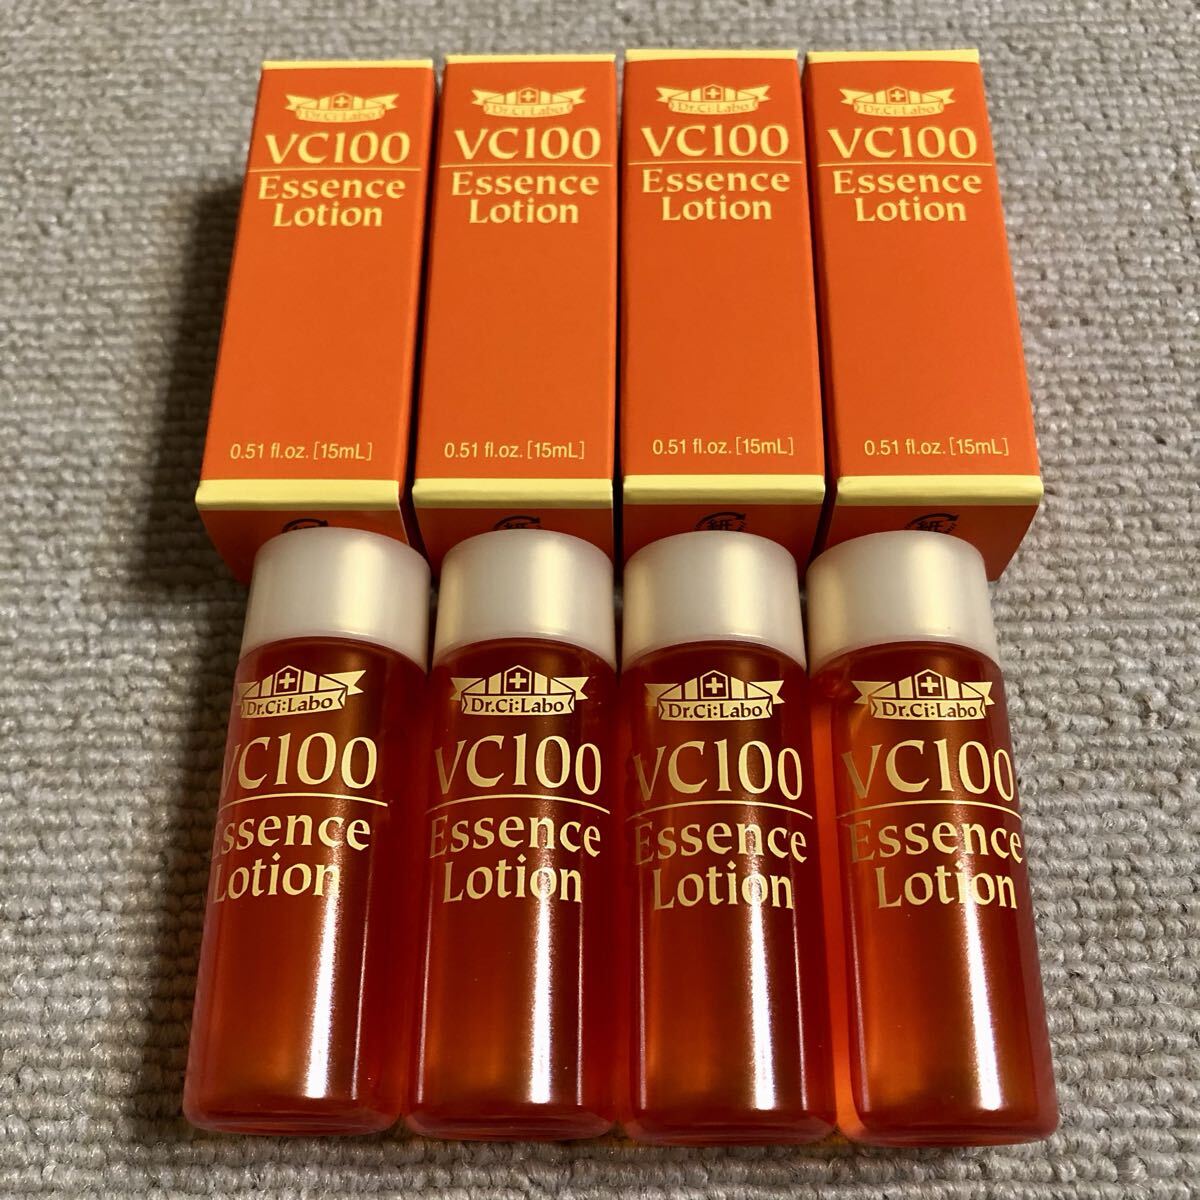 Dr.Ci:Labo
VC100
Essence
Lotion
0.51 fl.oz. [15mL]
Dr.Ci:Labo
VC100
Essence
Lotion
0.51 fl.oz. [15mL]
紙
Dr.Ci:Labo
VC100
Essence
Lotion
0.51 fl.oz. [15mL]
紙
Dr.Ci:Labo
VC100
Essence
Lotion
0.51 fl.oz. [15mL]
紙
Dr.Ci:Labo
VC100
Essence
Lotion
Dr.Ci:Labo
VC100
Essence
Lotion
Dr.Ci:Labo
VC100
Essence
Lotion
Dr.Ci:Labo
VC100
Essence
Lotion